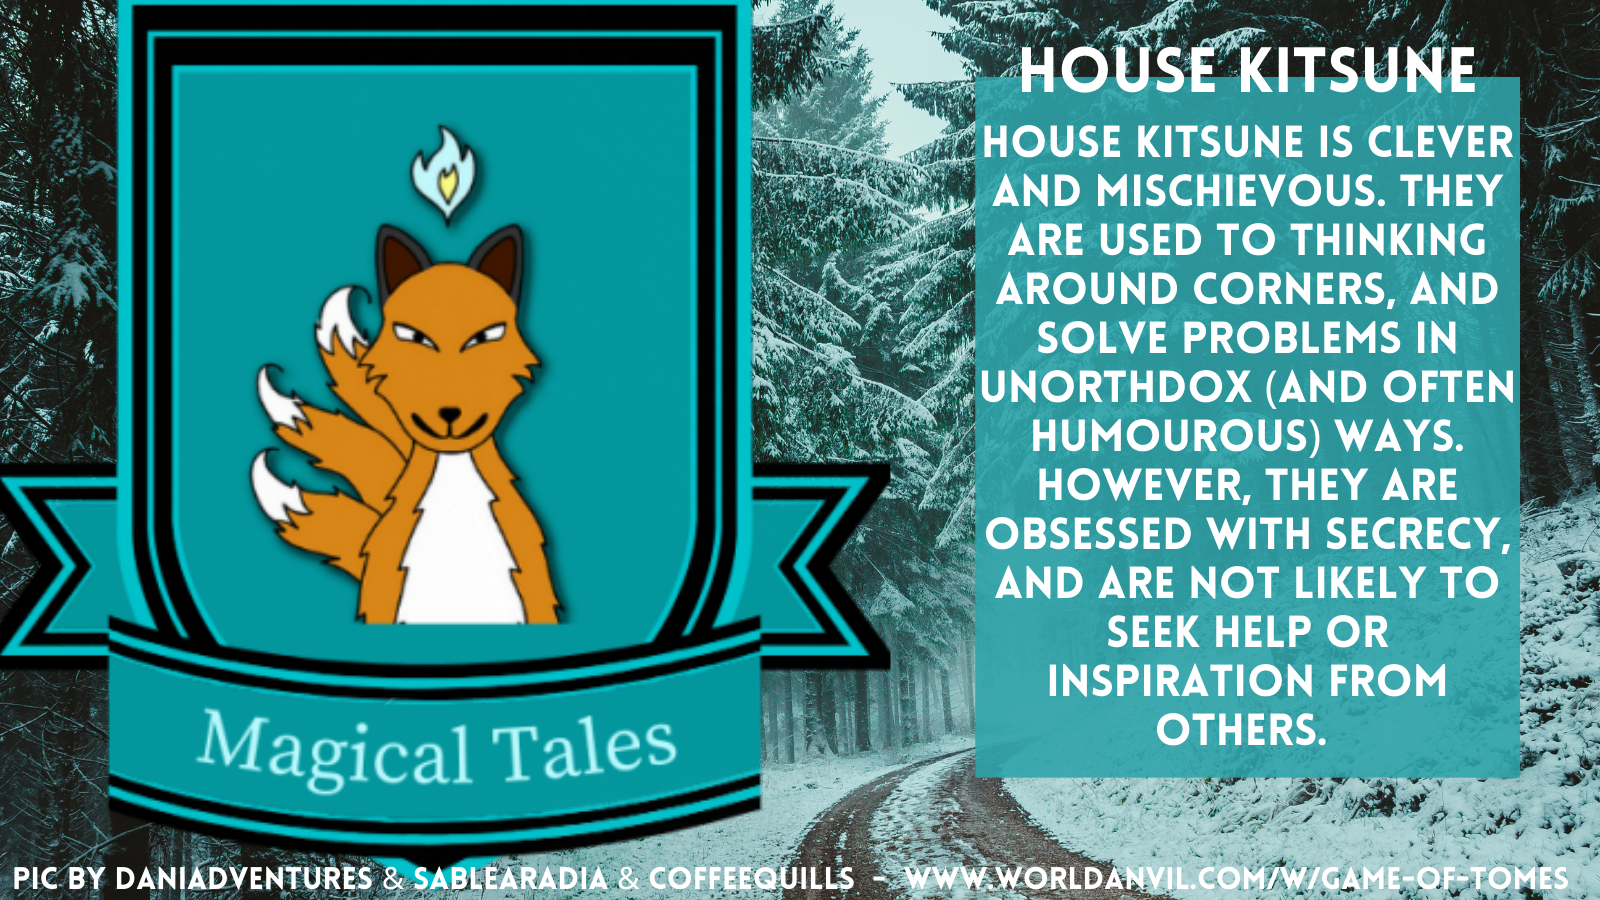 HOUSE KITSUNE
HOUSE KITSUNE IS CLEVER
AND MISCHIEVOUS. THEY
ARE USED TO THINKING
AROUND CORNERS, AND
SOLVE PROBLEMS IN
UNORTHDOX (AND OFTEN
HUMOUROUS) WAYS.
HOWEVER, THEY ARE
OBSESSED WITH SECRECY,
AND ARE NOT LIKELY TO
SEEK HELP OR
INSPIRATION FROM
OTHERS.
Magical Tales
PIC BY DANIADVENTURES & SABLEARADIA & COFFEEQUILLS - WWW.WORLDANVIL.COM/W/GAME-OF-TOMES